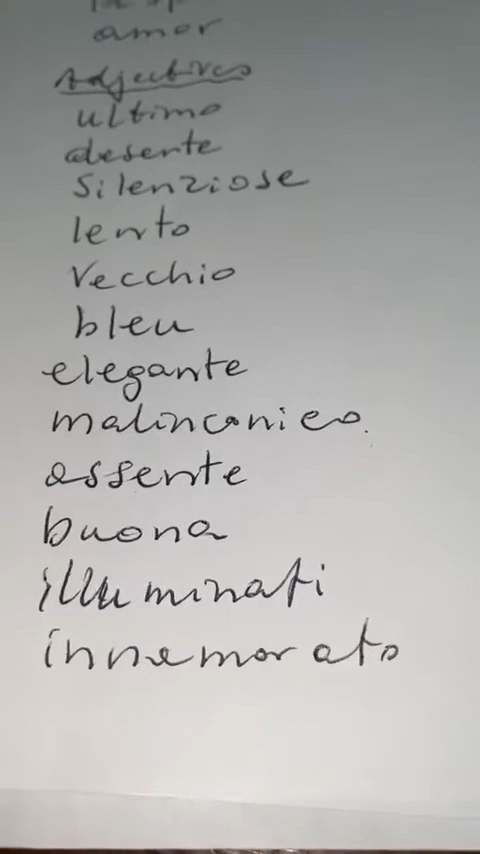 amor
Adjectives
ultimo
deserte
Silenziose
lento
Vecchio
bleu
elegante
malinconico.
assente
buona
illuminati
innamorato